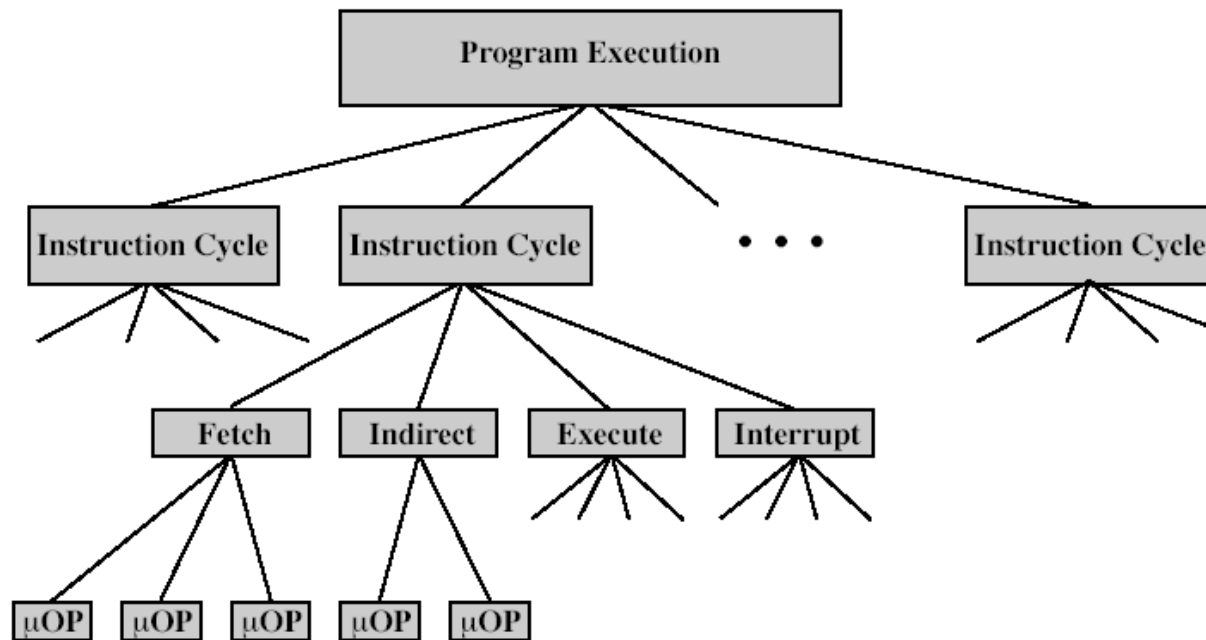 Program Execution
Instruction Cycle
Instruction Cycle
• • •
Instruction Cycle
Fetch
Indirect
Execute
Interrupt
μOP
μOP
μOP
μOP
μOP